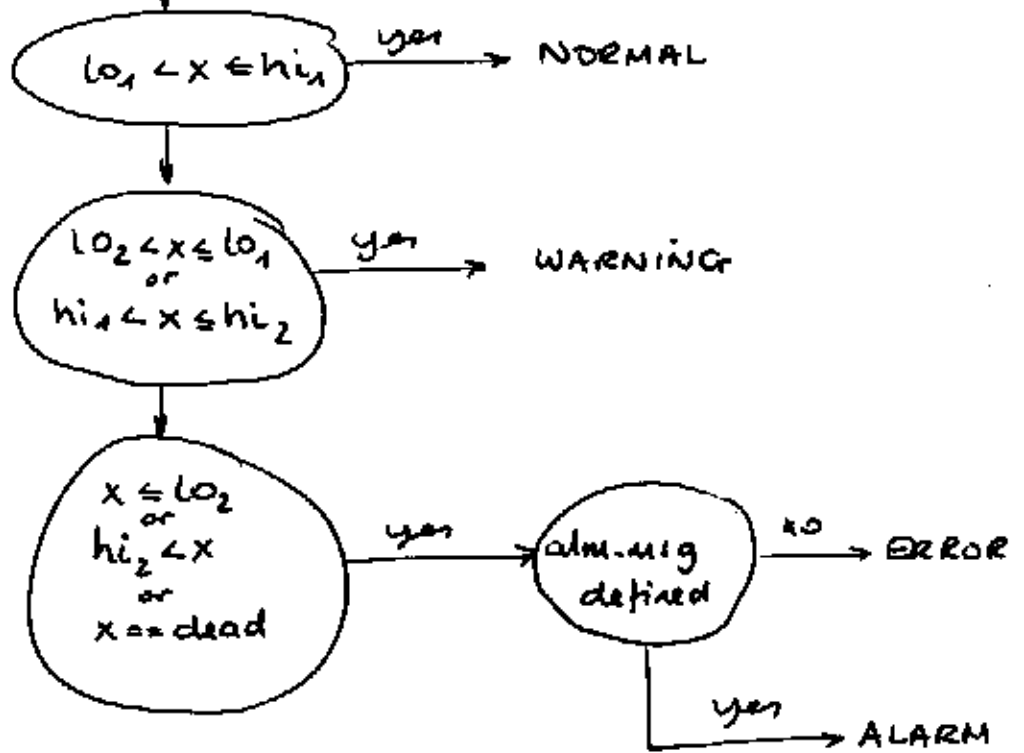 lo₁ < x ≤ hi₁
yes
NORMAL
lo₂ < x ≤ lo₁
or
hi₁ < x ≤ hi₂
yes
WARNING
x ≤ lo₂
or
hi₂ < x
or
x == dead
yes
defined
no
ERROR
yes
ALARM